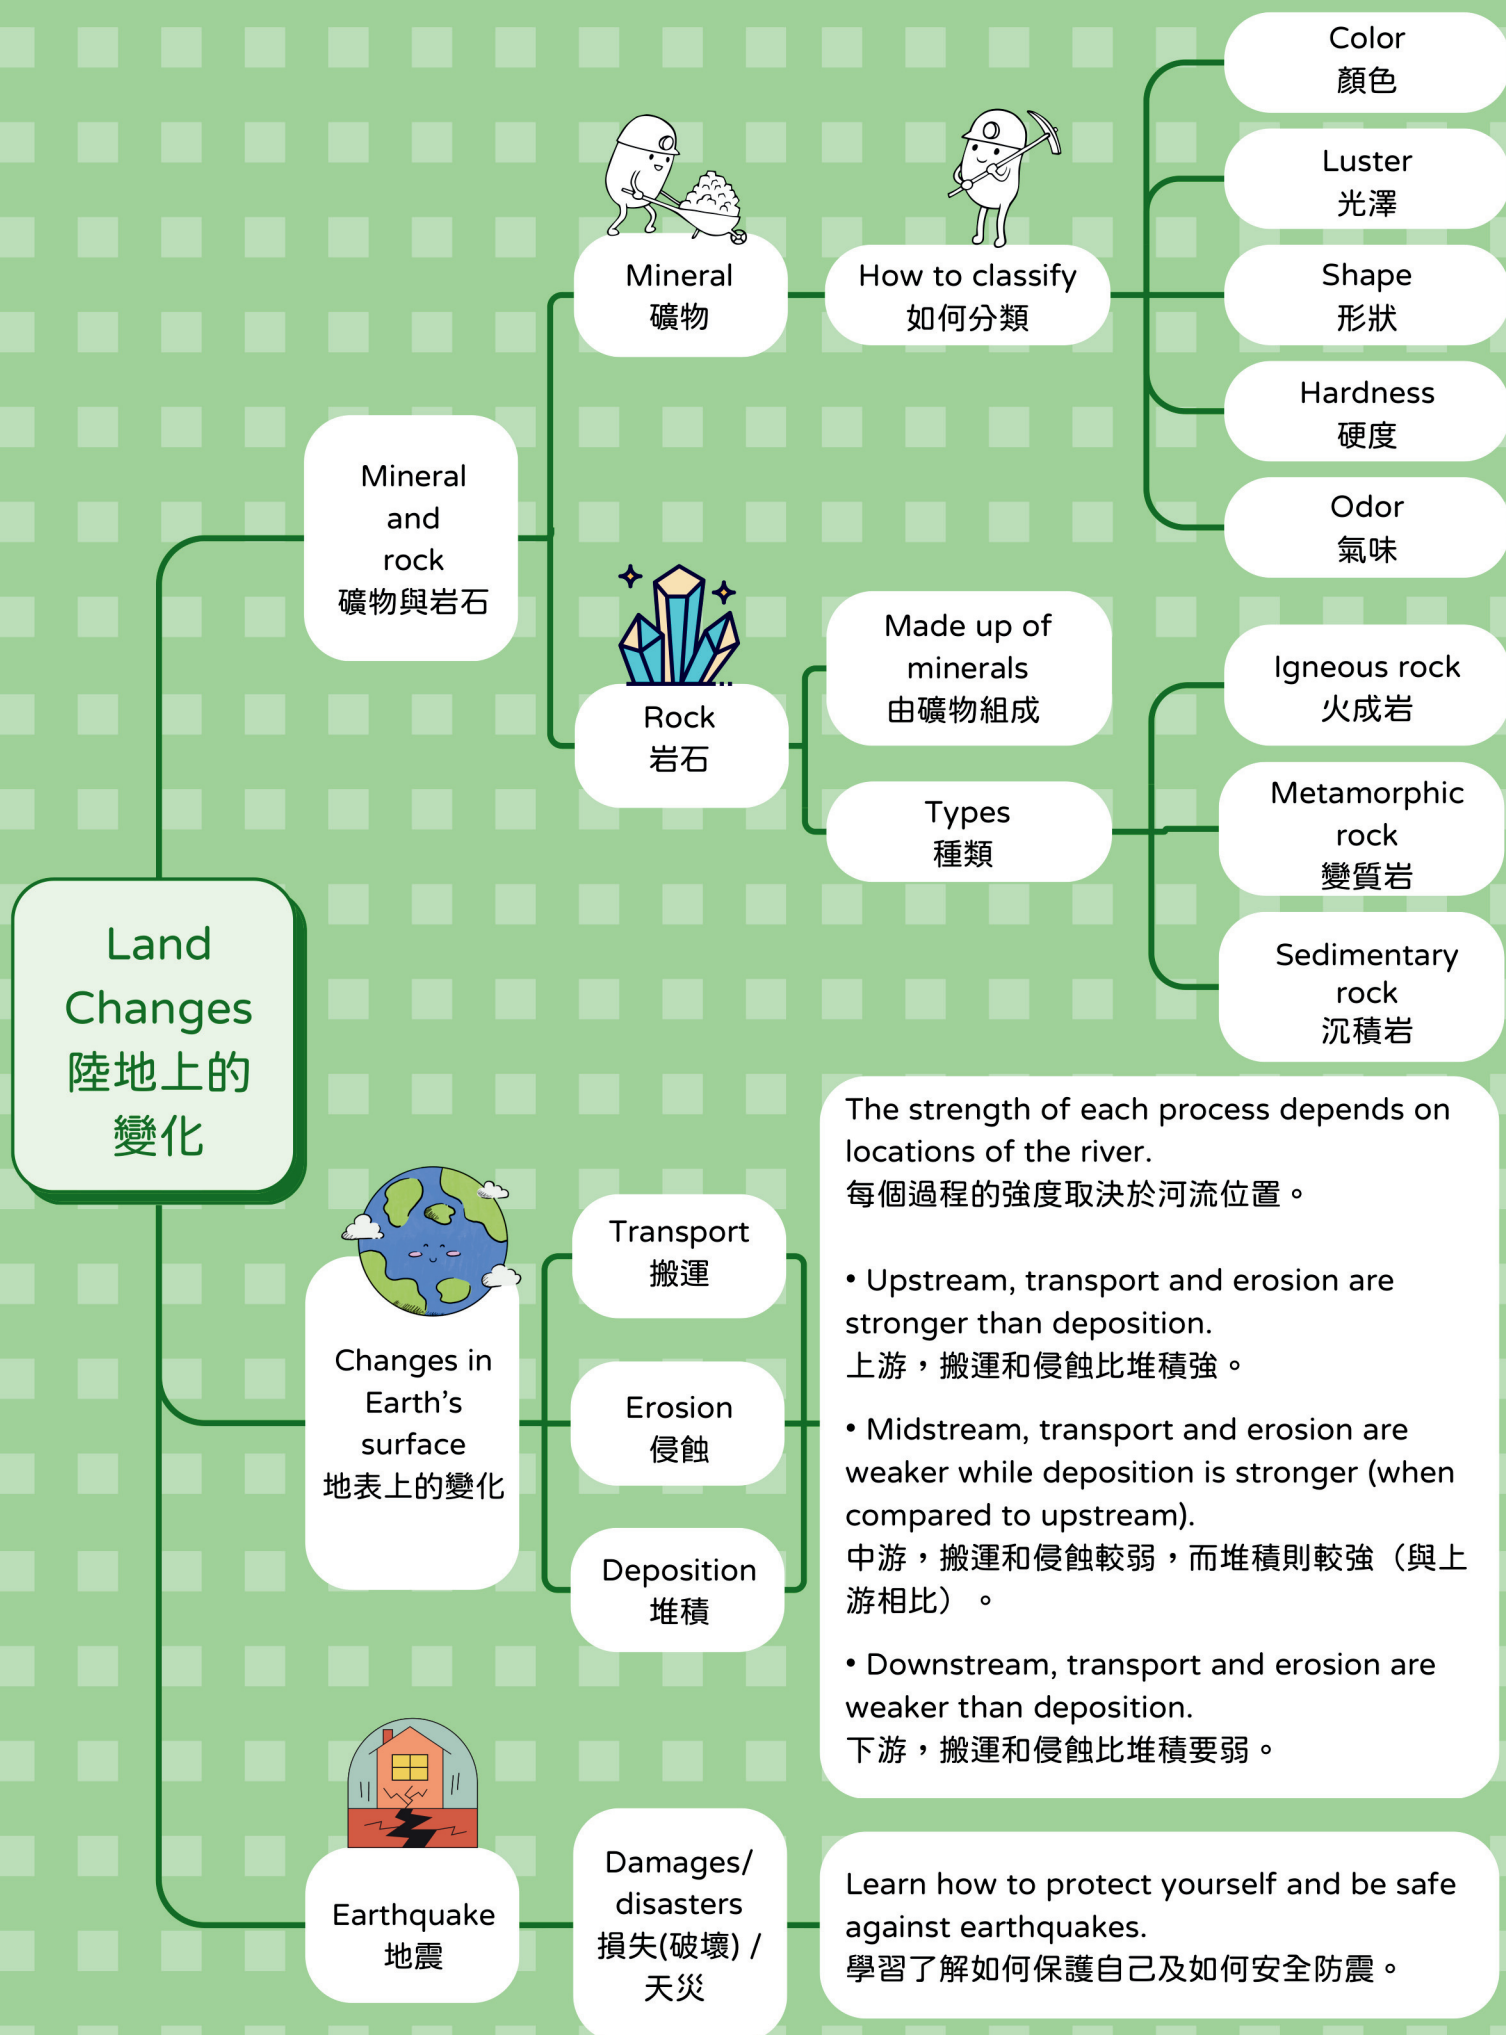 Land
Changes
陸地上的
變化
Mineral
and
rock
礦物與岩石
Mineral
礦物
How to classify
如何分類
Color
顏色
Luster
光澤
Shape
形狀
Hardness
硬度
Odor
氣味
Rock
岩石
Made up of
minerals
由礦物組成
Types
種類
Igneous rock
火成岩
Metamorphic
rock
變質岩
Sedimentary
rock
沉積岩
Changes in
Earth's
surface
地表上的變化
Transport
搬運
Erosion
侵蝕
Deposition
堆積
The strength of each process depends on
locations of the river.
每個過程的強度取決於河流位置。
• Upstream, transport and erosion are
stronger than deposition.
上游，搬運和侵蝕比堆積強。
• Midstream, transport and erosion are
weaker while deposition is stronger (when
compared to upstream).
中游，搬運和侵蝕較弱，而堆積則較強（與上
游相比）。
• Downstream, transport and erosion are
weaker than deposition.
下游，搬運和侵蝕比堆積要弱。
Earthquake
地震
Damages/
disasters
損失(破壞) /
天災
Learn how to protect yourself and be safe
against earthquakes.
學習了解如何保護自己及如何安全防震。